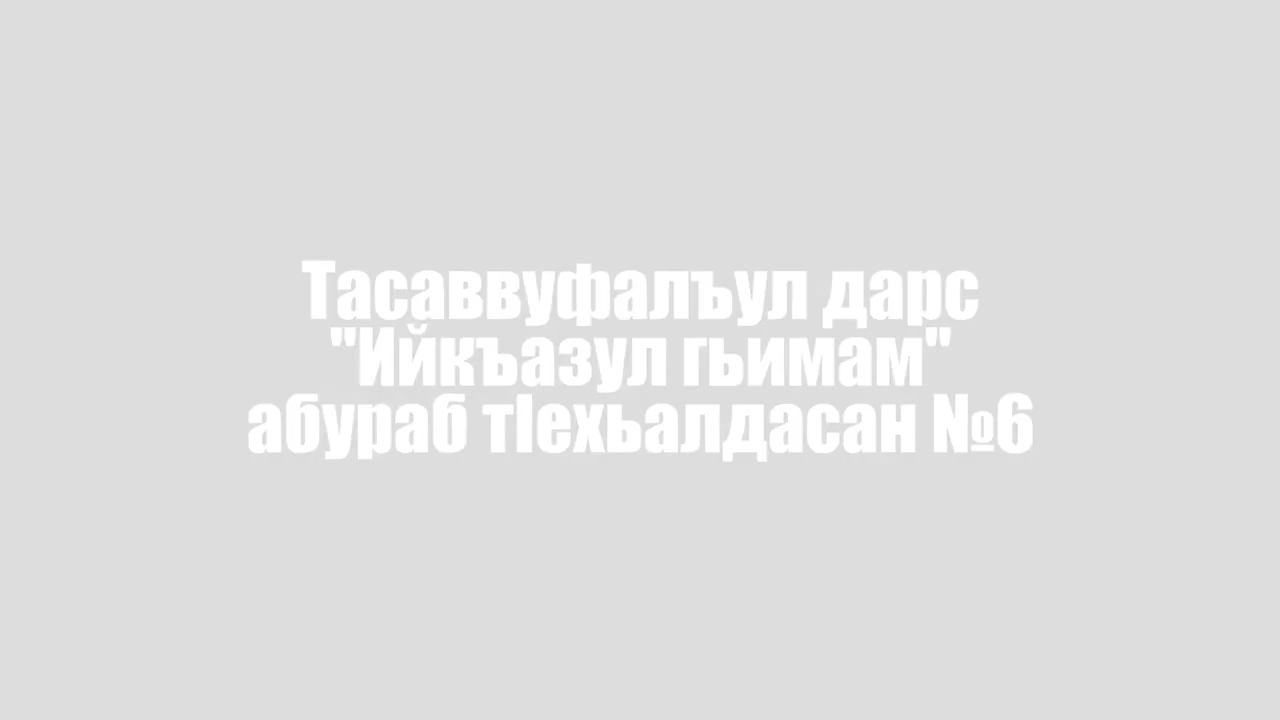 Тасаввуфалъул дарс
"Ийкъазул гьимам"
абураб тIехьалдасан №6